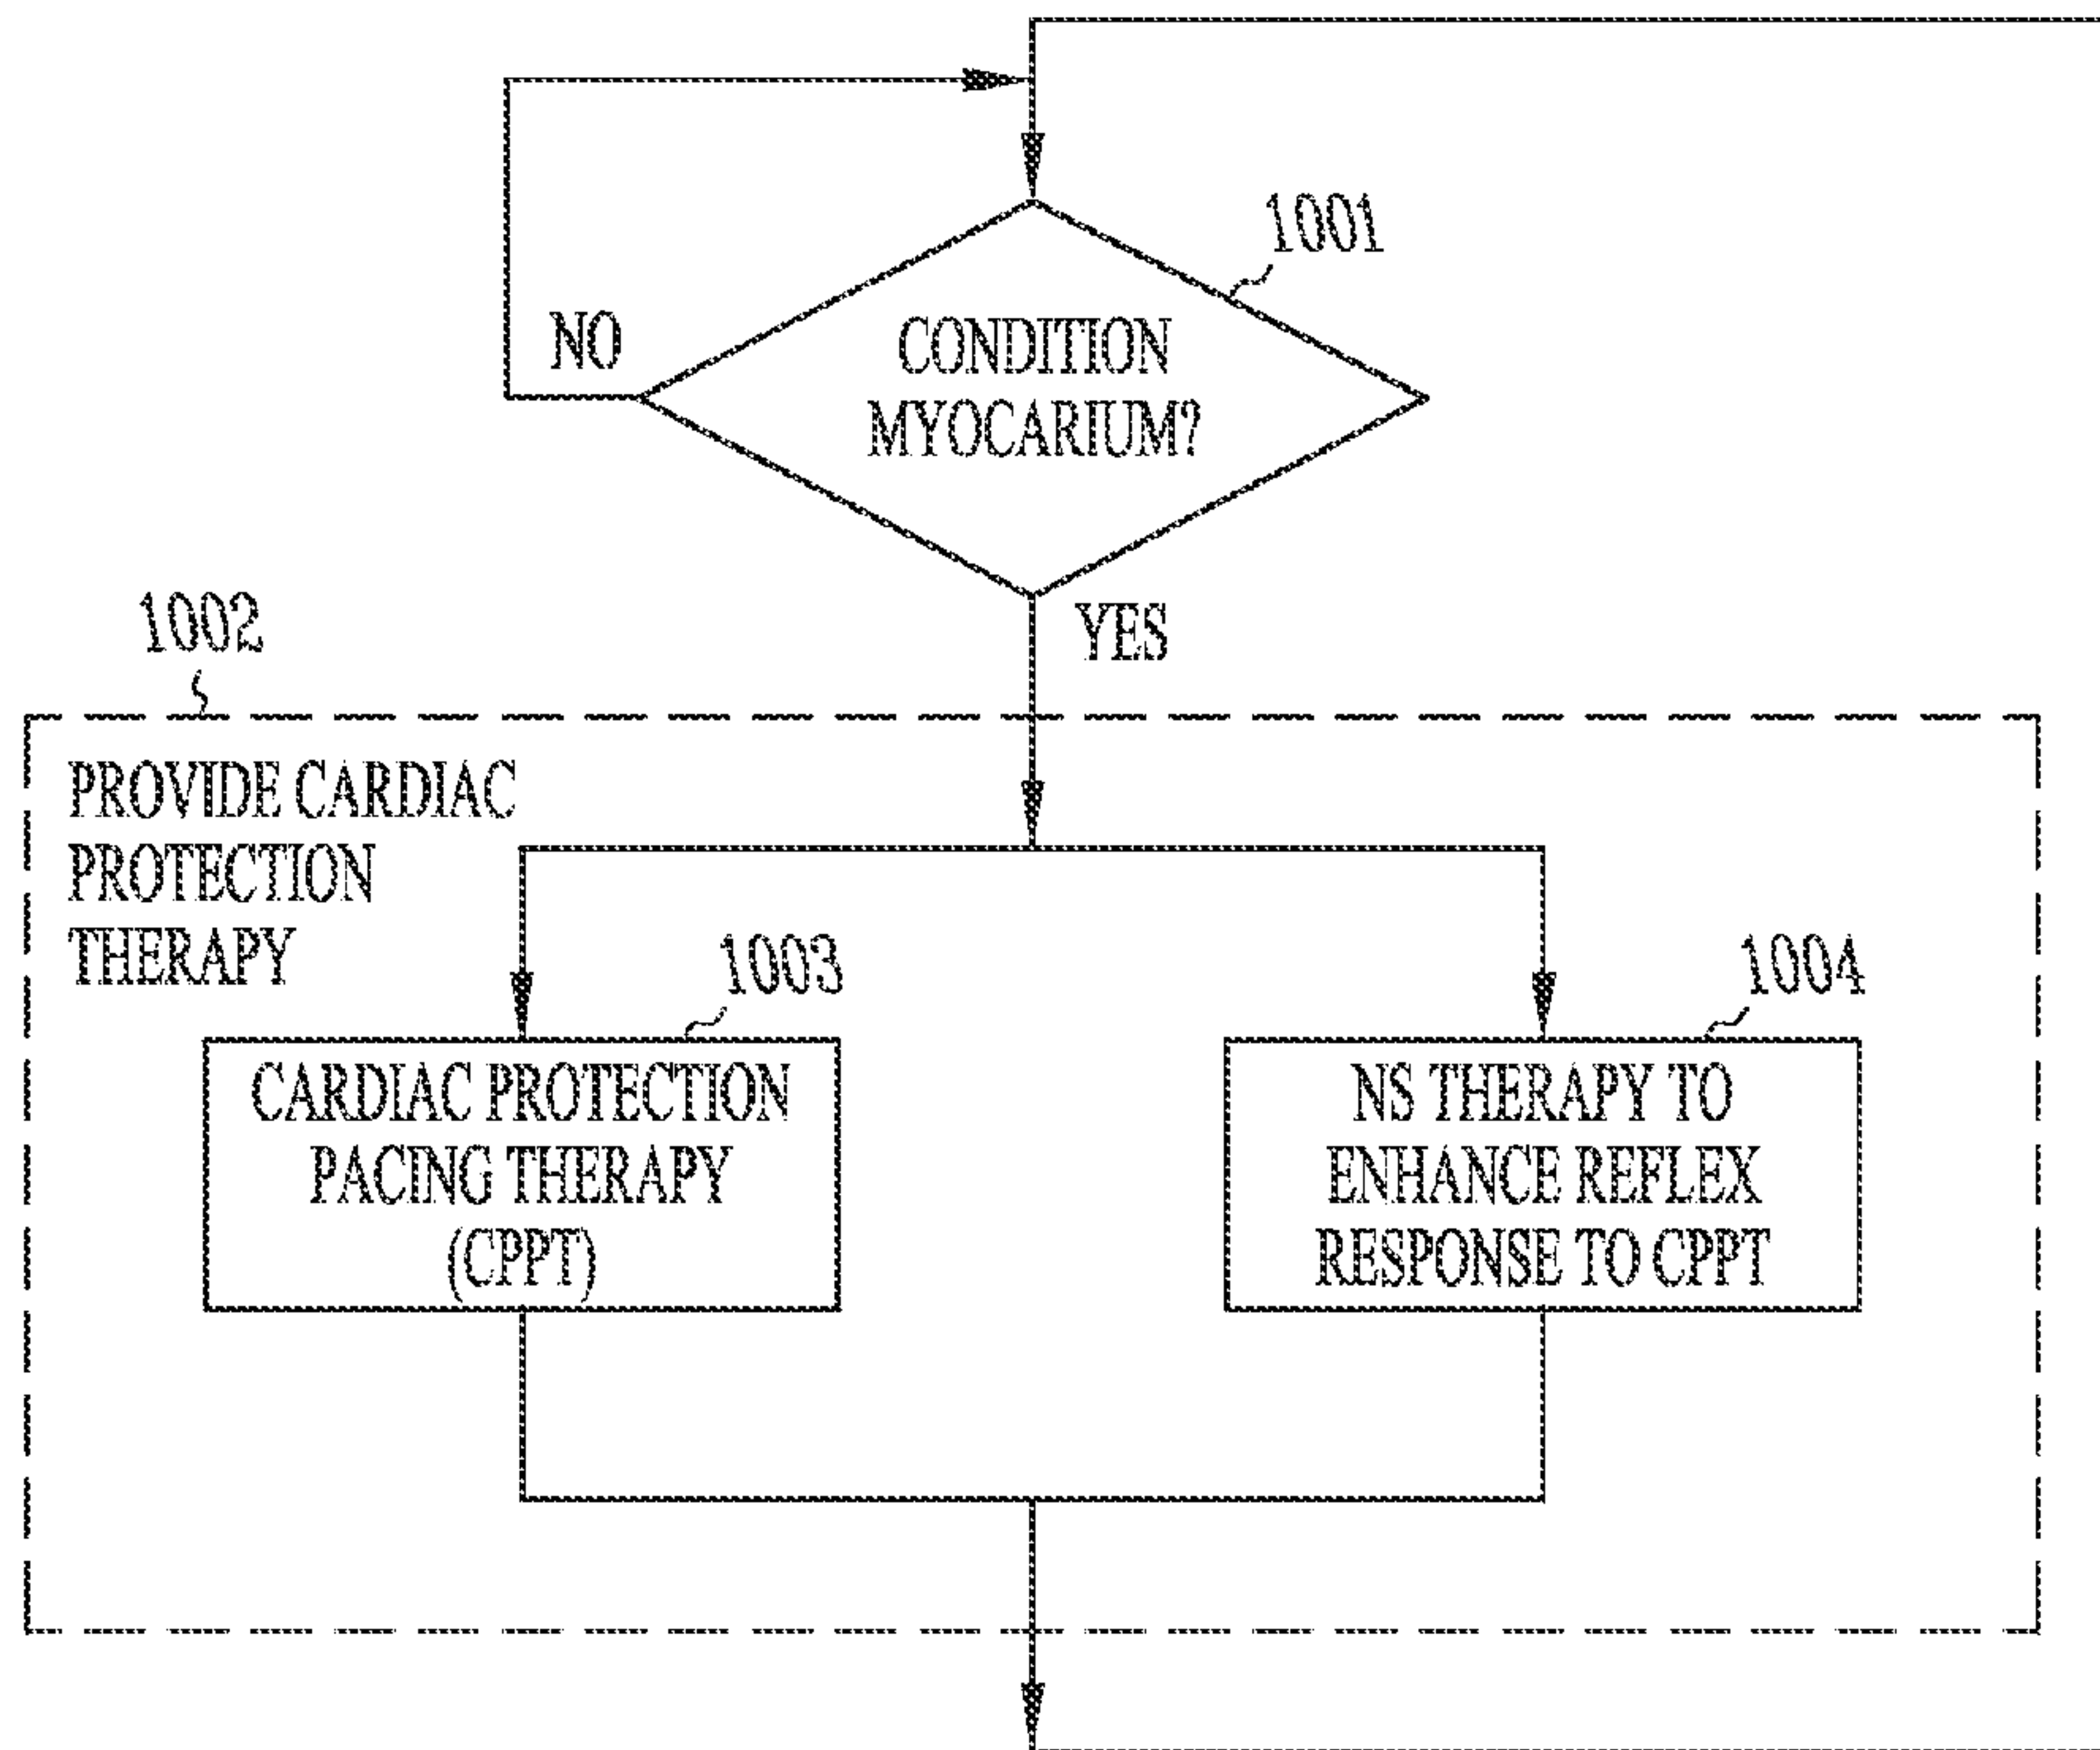 1001
NO
CONDITION
MYOCARIUM?
YES
1002
PROVIDE CARDIAC
PROTECTION
THERAPY
1003
CARDIAC PROTECTION
PACING THERAPY
(CPPT)
1004
NS THERAPY TO
ENHANCE REFLEX
RESPONSE TO CPPT